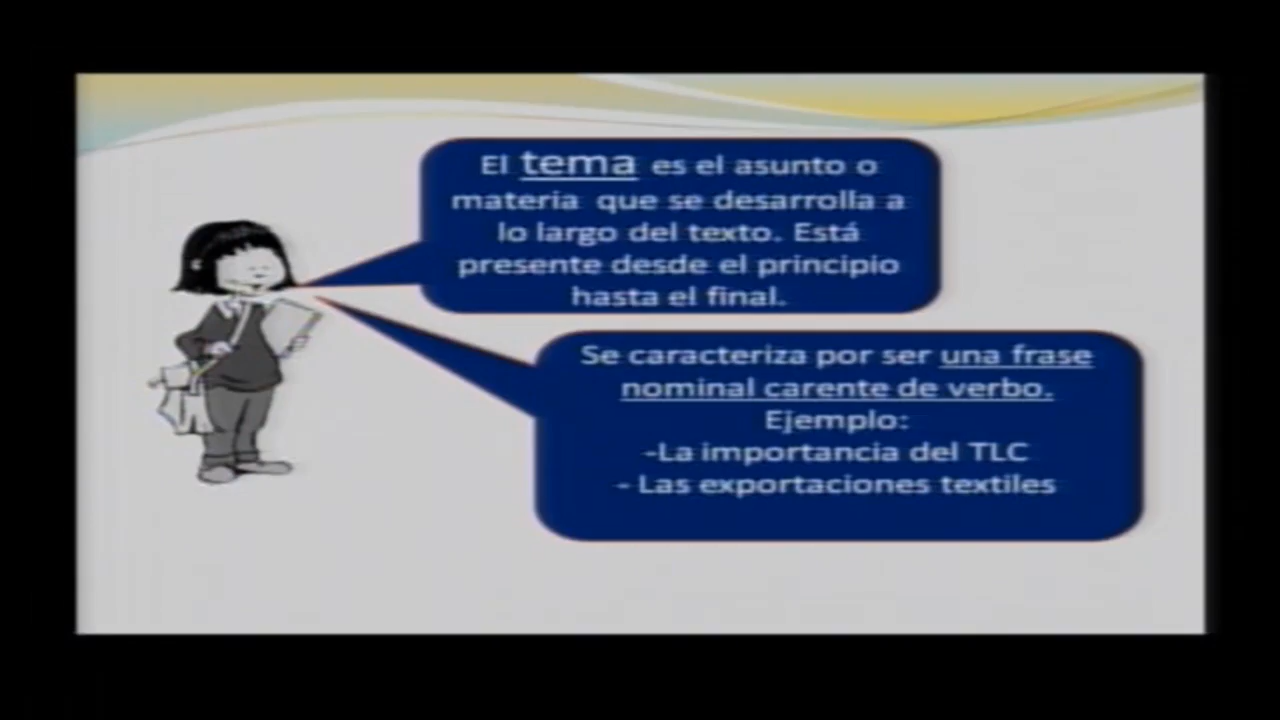 El tema es el asunto o
materia que se desarrolla a
lo largo del texto. Está
presente desde el principio
hasta el final.
Se caracteriza por ser una frase
nominal carente de verbo.
Ejemplo:
-La importancia del TLC
- Las exportaciones textiles